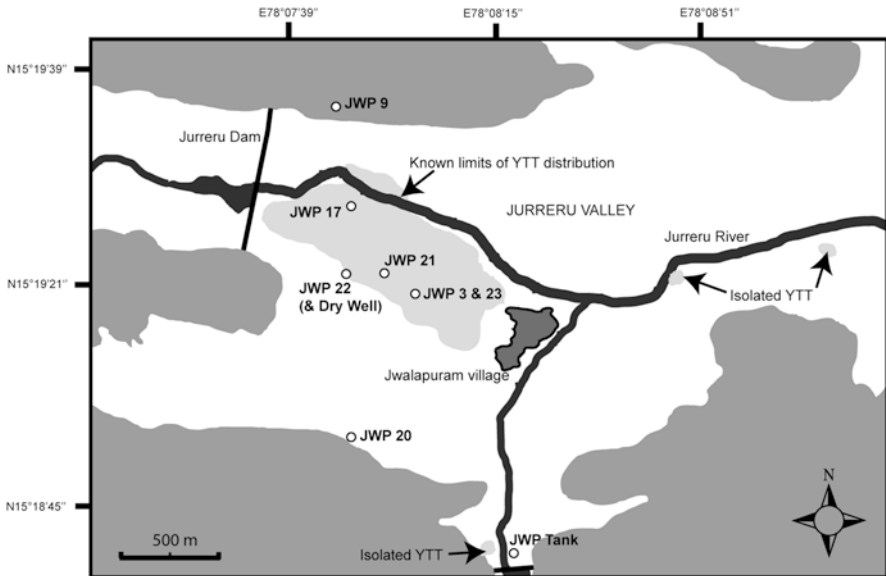 E78°07'39
E78°08'15''
E78°08'51
N15°19'39''
JWP 9
Jurreru Dam
Known limits of YTT distribution
JWP 17
JURRERU VALLEY
Jurreru River
JWP 21
N15°19'21''
JWP 22
(& Dry Well)
JWP 3 & 23
Isolated YTT
Jwalapuram village
JWP 20
N
N15°18'45''
500 m
Isolated YTT
JWP Tank